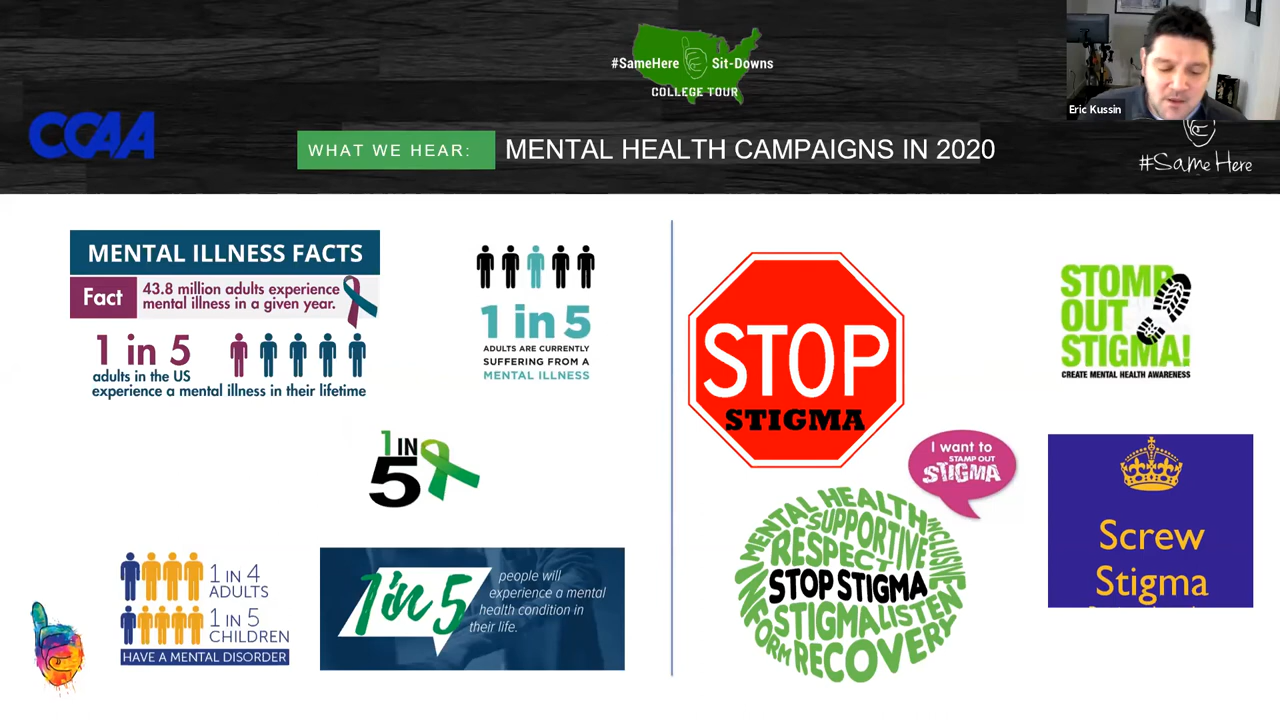 #SameHere Sit-Downs
COLLEGE TOUR
Eric Kussin
CCAA
WHAT WE HEAR: MENTAL HEALTH CAMPAIGNS IN 2020
#SameHere
MENTAL ILLNESS FACTS
Fact
43.8 million adults experience
mental illness in a given year.
1 in 5
adults in the US
experience a mental illness in their lifetime
1 in 5
ADULTS ARE CURRENTLY
SUFFERING FROM A
MENTAL ILLNESS
1 IN
5
1 IN 4
ADULTS
1 IN 5
CHILDREN
HAVE A MENTAL DISORDER
1 in 5
people will
experience a mental
health condition in
their life.
STOP
STIGMA
STOMP
OUT
STIGMA!
CREATE MENTAL HEALTH AWARENESS
I want to
STAMP OUT
STIGMA
MENTAL HEALTH
INCLUSIVE
SUPPORTIVE
RESPECT
STOP STIGMA
STIGMA LISTEN
INFORM RECOVERY
Screw
Stigma